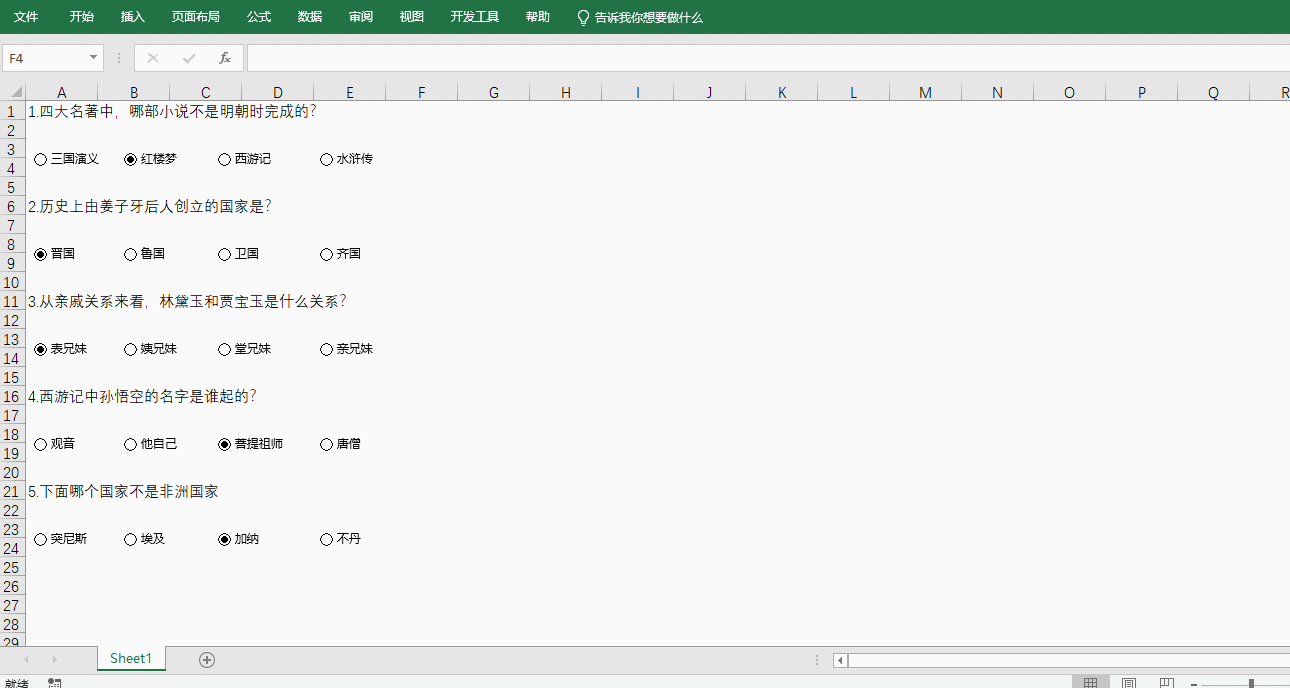 文件 开始 插入 页面布局 公式 数据 审阅 视图 开发工具 帮助 告诉我你想要做什么
F4 fx
A B C D E F G H I J K L M N O P Q R
1 1.四大名著中，哪部小说不是明朝时完成的？
2
3
三国演义 红楼梦 西游记 水浒传
4
5
6 2.历史上由姜子牙后人创立的国家是？
7
8
晋国 鲁国 卫国 齐国
9
10
11 3.从亲戚关系来看，林黛玉和贾宝玉是什么关系？
12
13
表兄妹 姨兄妹 堂兄妹 亲兄妹
14
15
16 4.西游记中孙悟空的名字是谁起的？
17
18
观音 他自己 菩提祖师 唐僧
19
20
21 5.下面哪个国家不是非洲国家
22
23
突尼斯 埃及 加纳 不丹
24
25
26
27
28
29
Sheet1
就绪